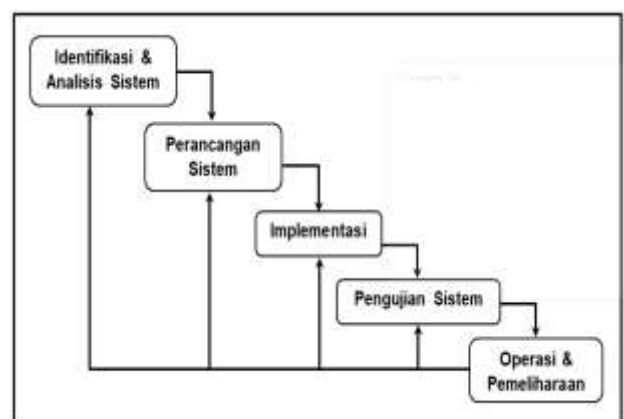 Identifikasi &
Analisis Sistem
Perancangan
Sistem
Implementasi
Pengujian Sistem
Operasi &
Pemeliharaan